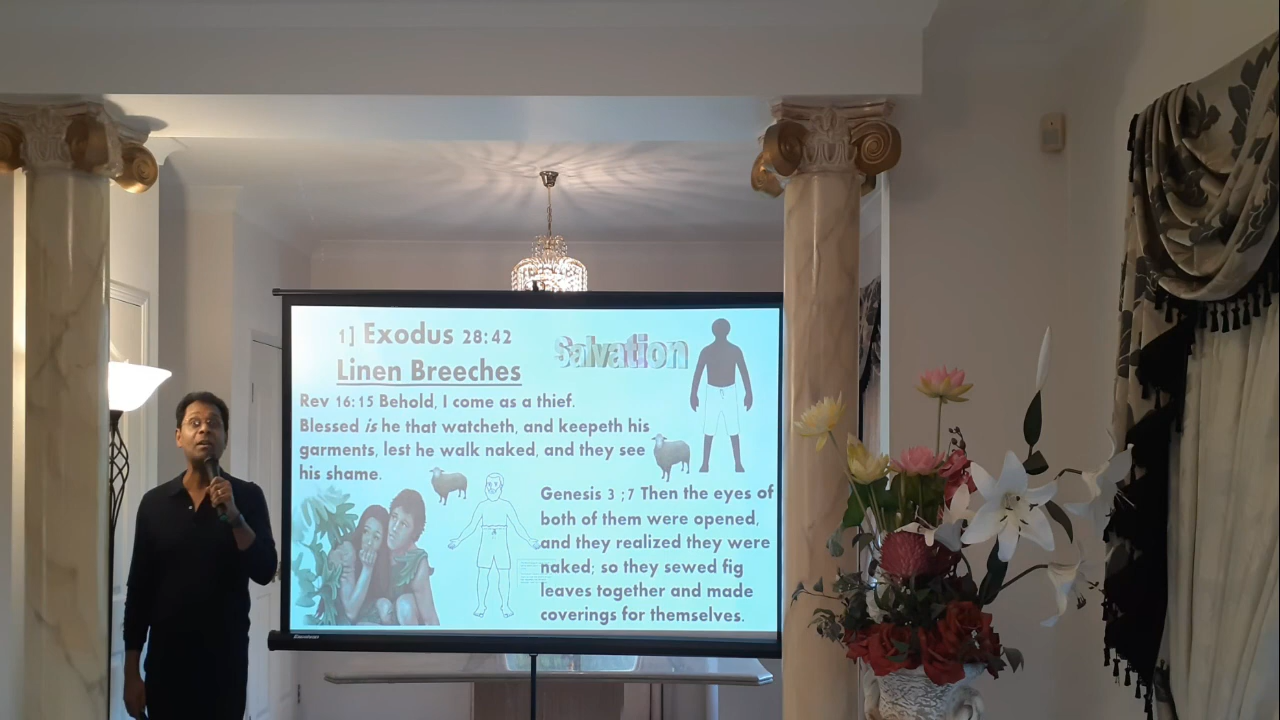 1] Exodus 28:42
Linen Breeches
Salvation
Rev 16:15 Behold, I come as a thief.
Blessed is he that watcheth, and keepeth his
garments, lest he walk naked, and they see
his shame.
Genesis 3 ;7 Then the eyes of
both of them were opened,
and they realized they were
naked; so they sewed fig
leaves together and made
coverings for themselves.